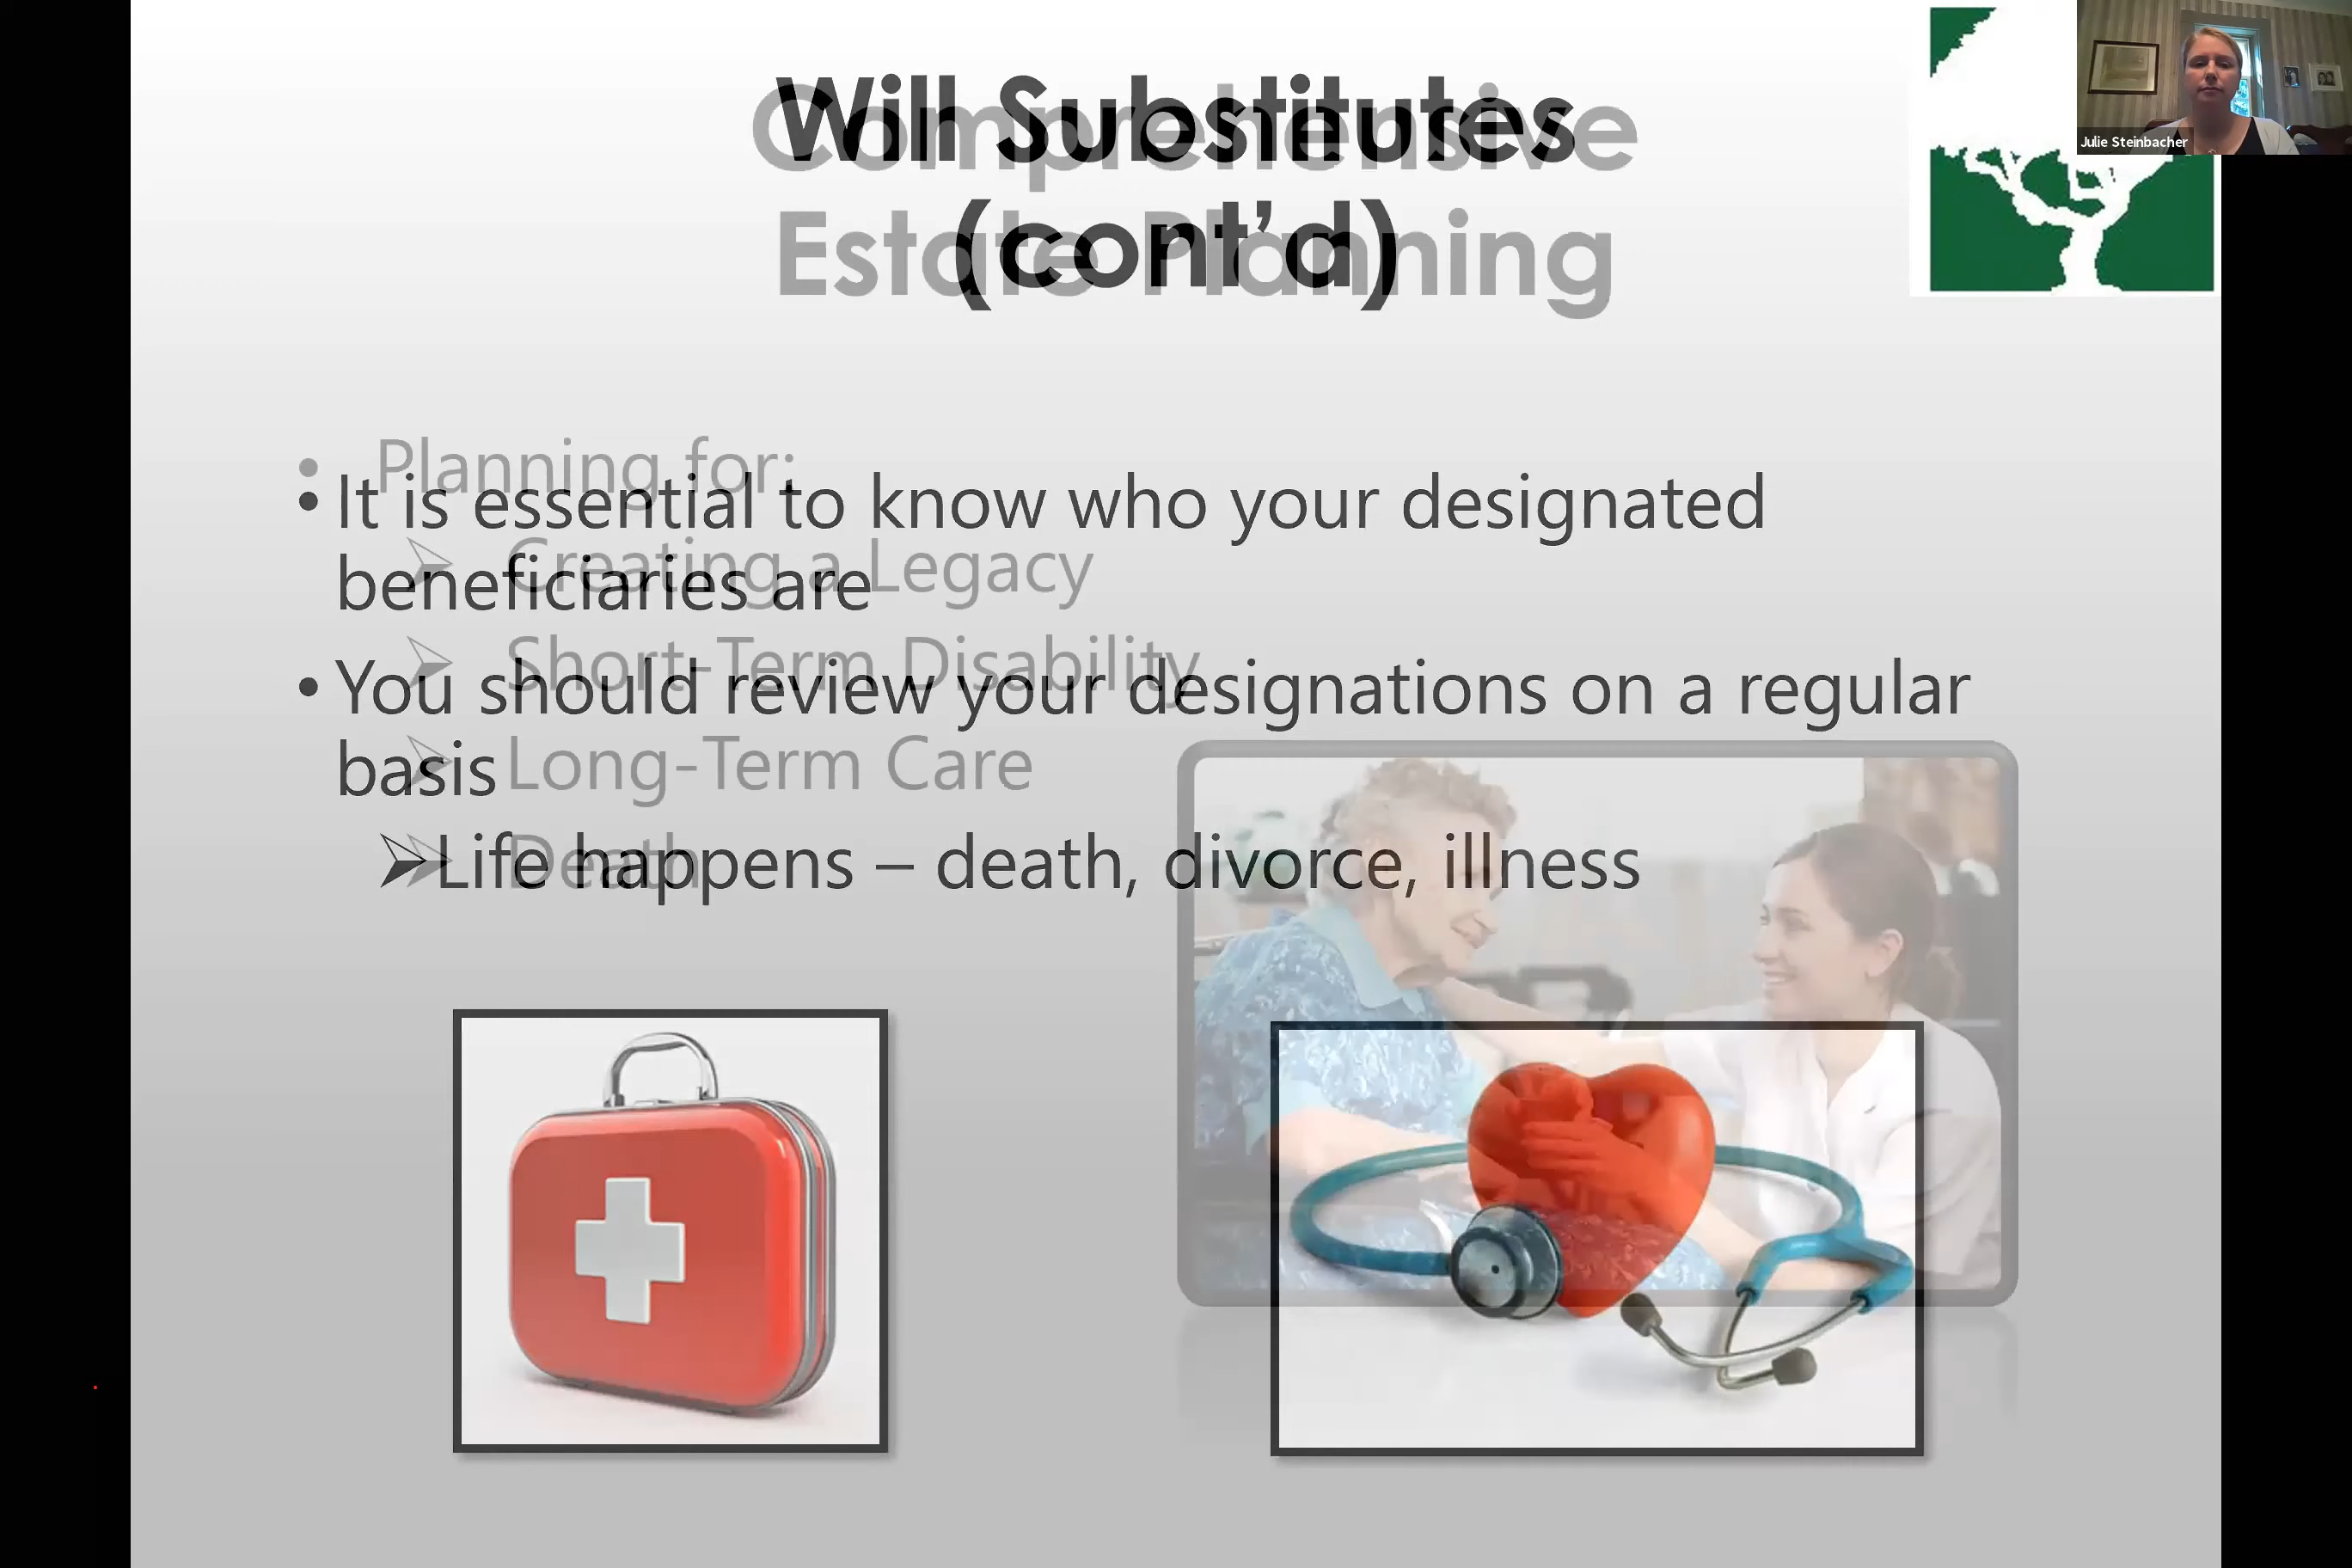 Will Substitutes
(cont’d)
Comprehensive
Estate Planning
Julie Steinbacher
• It is essential to know who your designated
beneficiaries are
• You should review your designations on a regular
basis
➢Life happens – death, divorce, illness
• Planning for:
➢ Creating a Legacy
➢ Short-Term Disability
➢ Long-Term Care
➢ Death